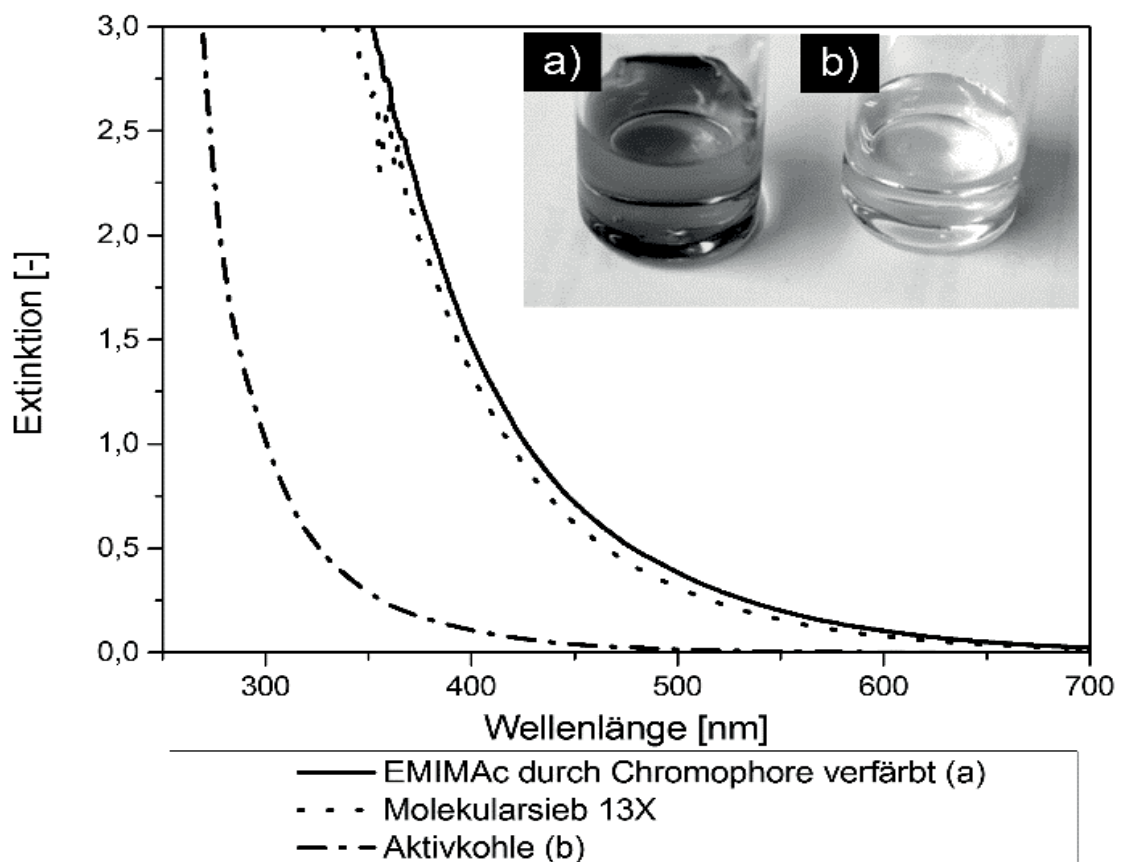 3,0
2,5
2,0
1,5
1,0
0,5
0,0
Extinktion [-]
a)
b)
300 400 500 600 700
Wellenlänge [nm]
EMIMAc durch Chromophore verfärbt (a)
Molekularsieb 13X
Aktivkohle (b)